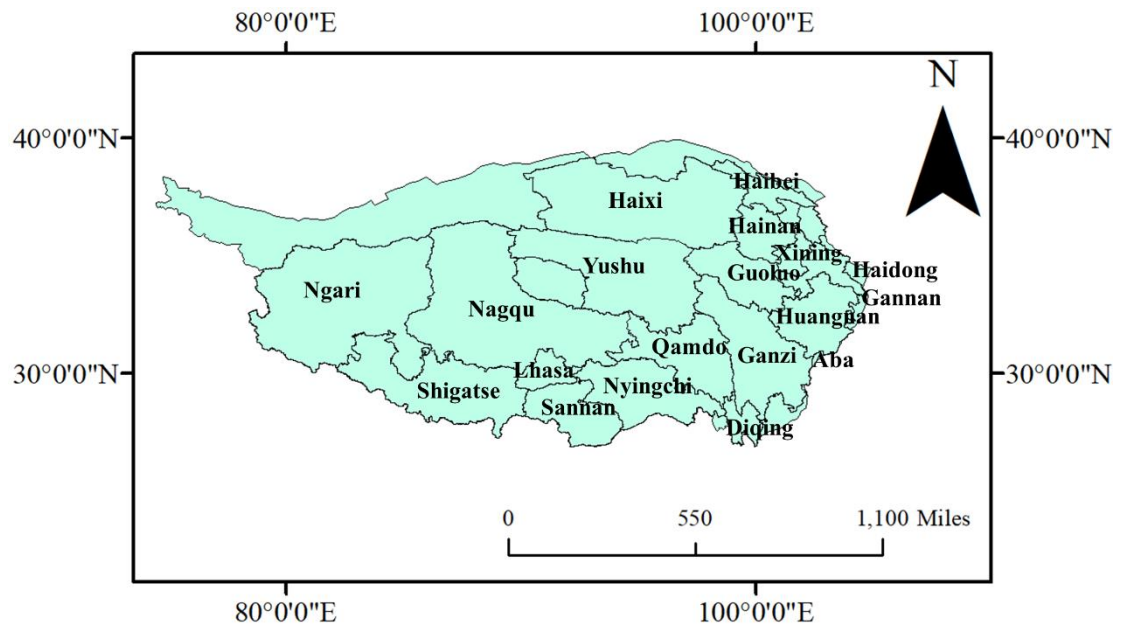 80°0'0"E
100°0'0"E
N
40°0'0"N
40°0'0"N
Haibei
Haixi
Hainan
Xining
Yushu
Guoluo
Haidong
Ngari
Gannan
Nagqu
Huangnan
Qamdo
Ganzi
Aba
Lhasa
30°0'0"N
30°0'0"N
Shigatse
Nyingchi
Sannan
Diqing
0
550
1,100 Miles
80°0'0"E
100°0'0"E